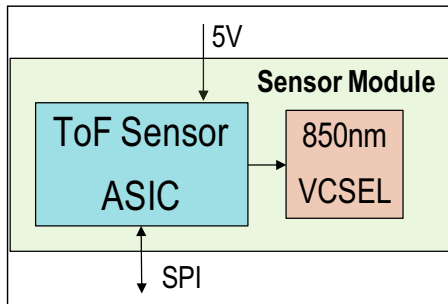 5V
Sensor Module
ToF Sensor
ASIC
850nm
VCSEL
SPI